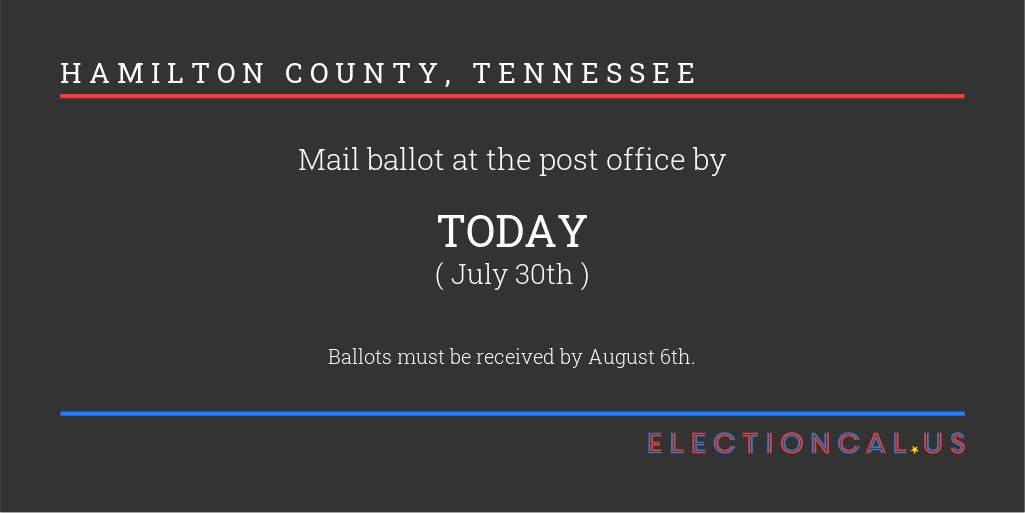 HAMILTON COUNTY, TENNESSEE
Mail ballot at the post office by
TODAY
( July 30th )
Ballots must be received by August 6th.
ELECTIONCAL.US